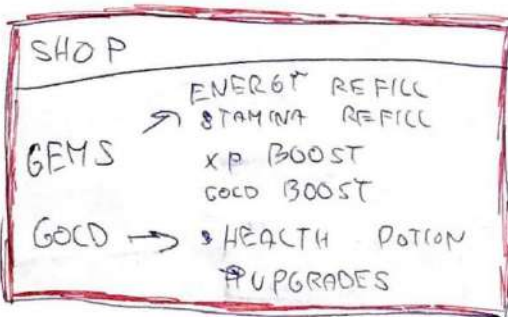 SHOP
ENERGY REFILL
STAMINA REFILL
GEMS
XP BOOST
GOLD BOOST
GOLD → HEALTH POTION
UPGRADES